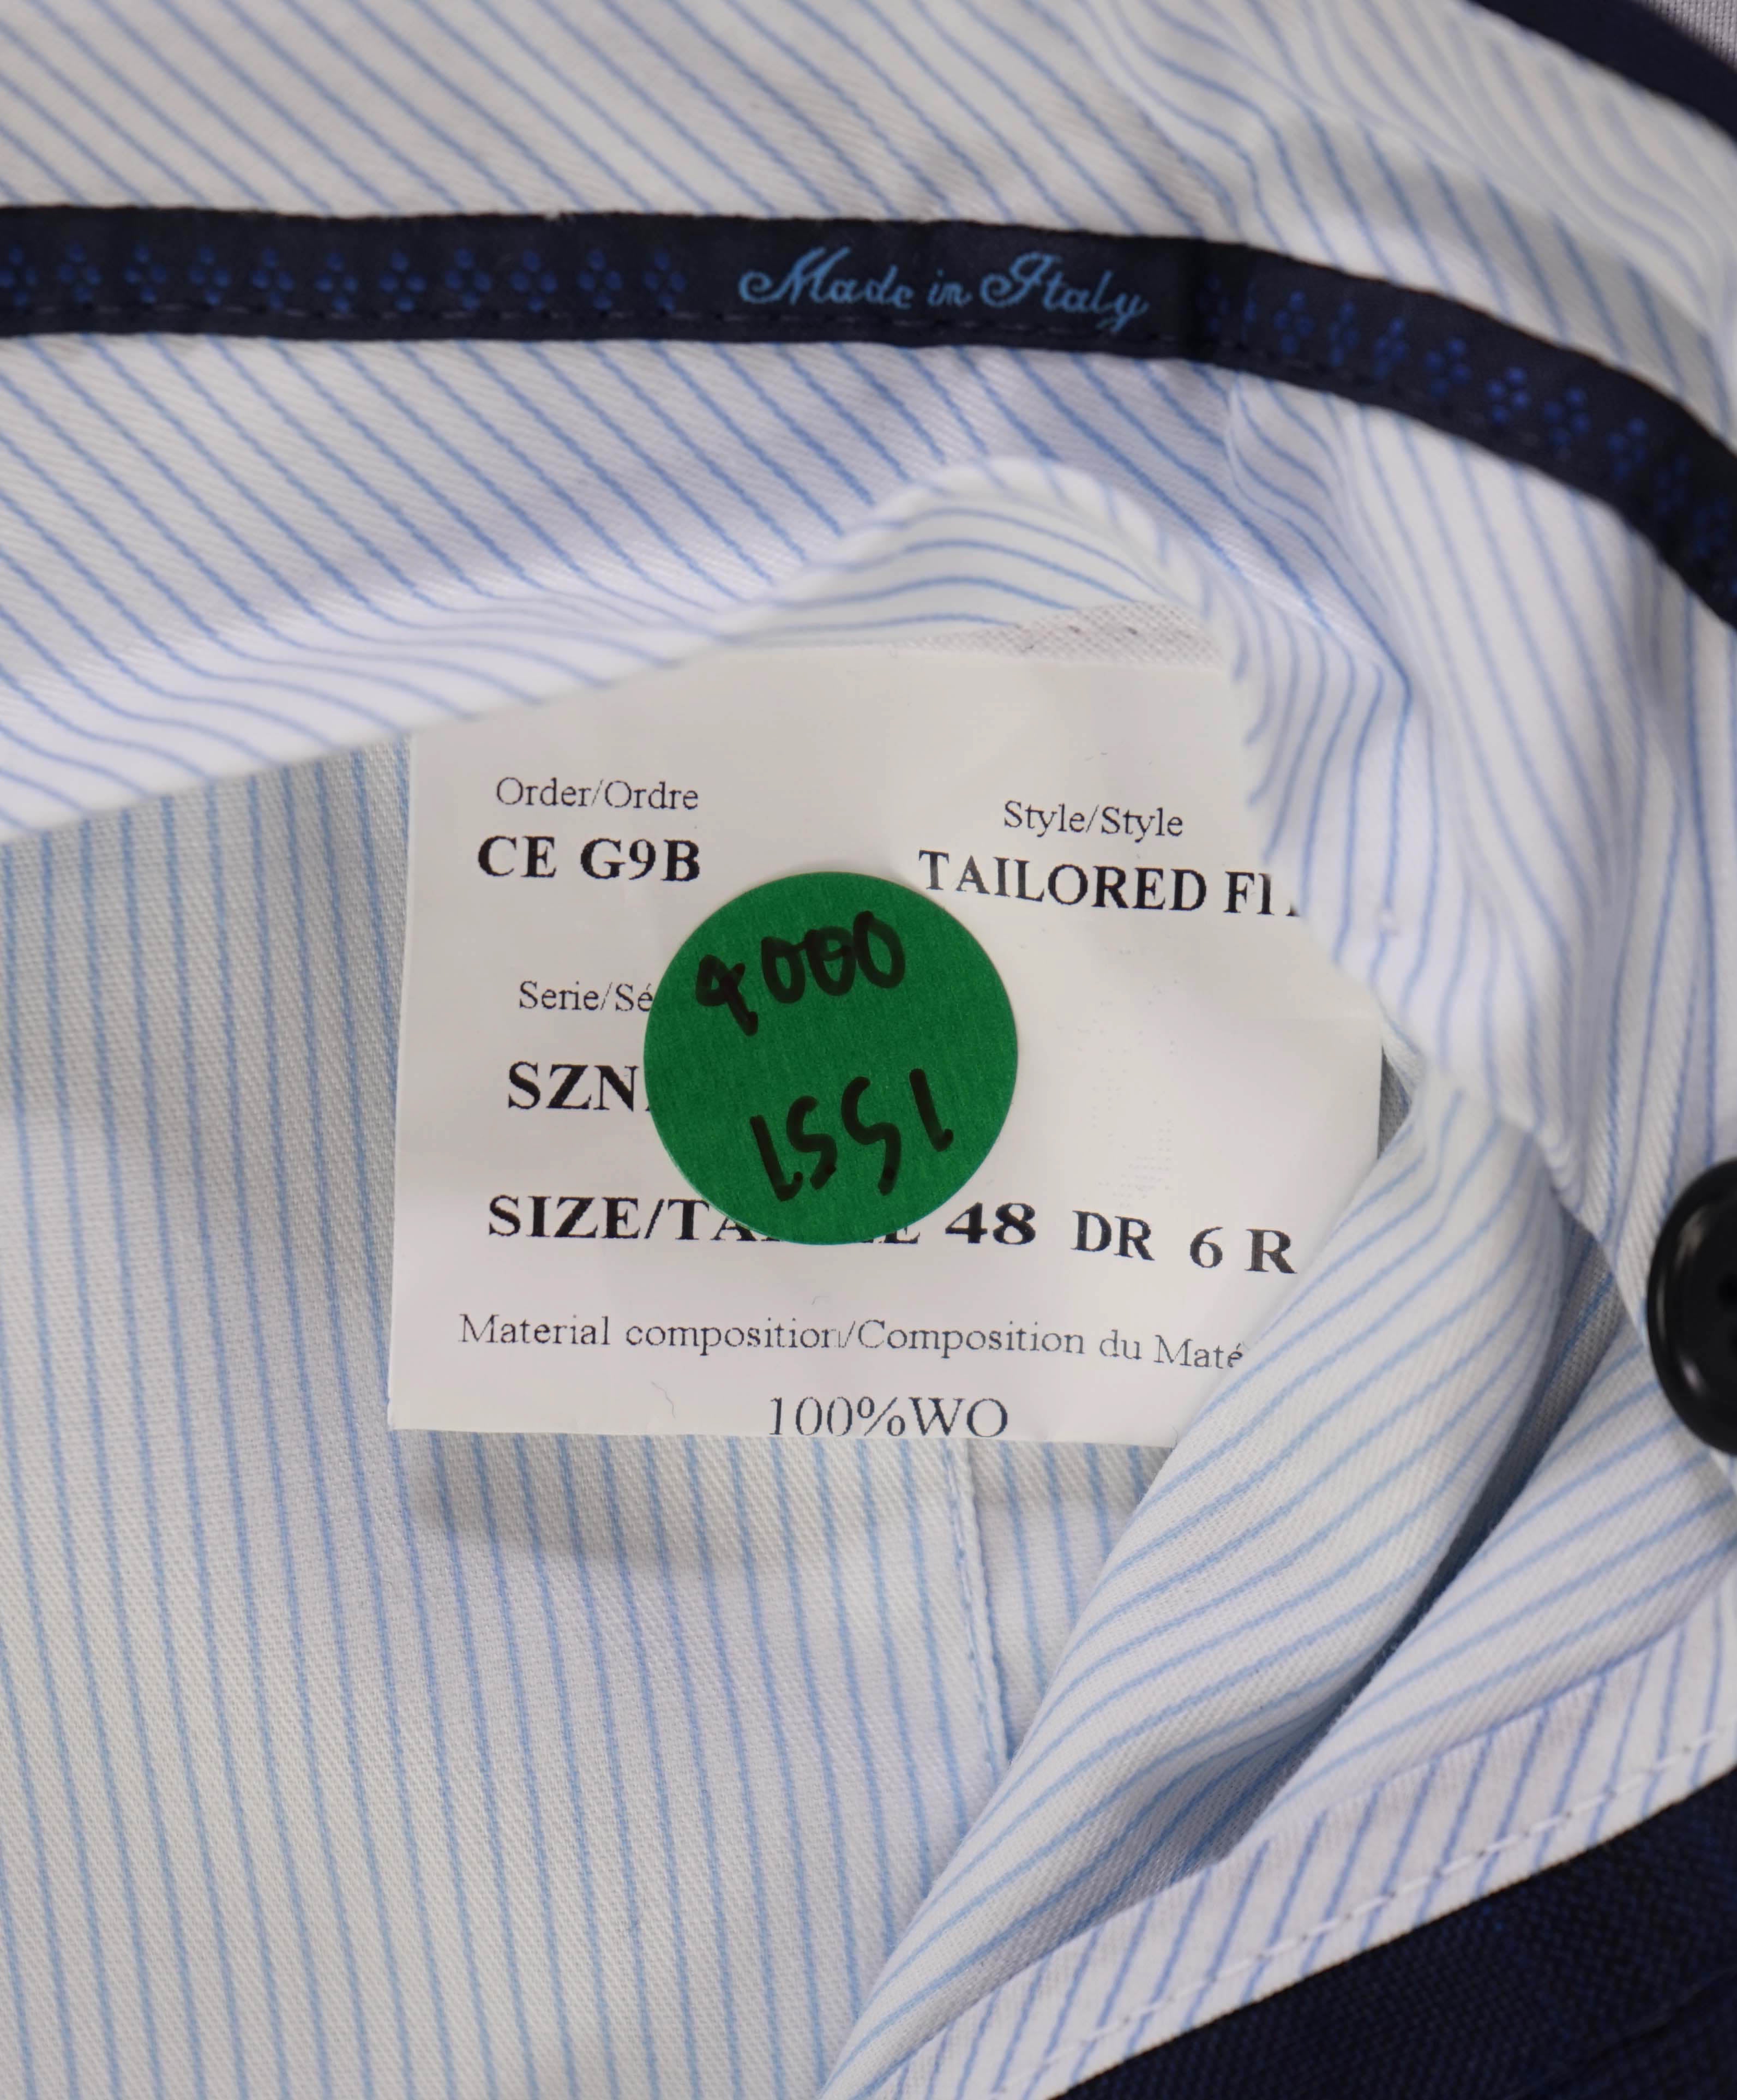 Made in Italy
Order/Ordre
CE G9B
Style/Style
TAILORED FI
Serie/Sé
SZN
1551
SIZE/TA E 48 DR 6 R
Material composition/Composition du Maté
100%WO